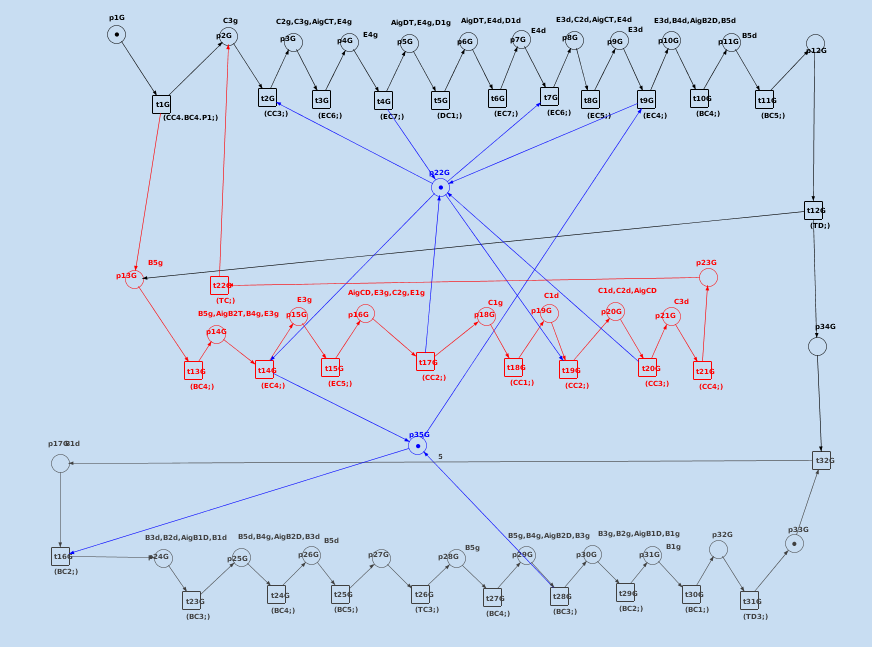 p1G
C3g
p2G
C2g,C3g,AigCT,E4g
p3G
p4G
E4g
AigDT,E4g,D1g
p5G
AigDT,E4d,D1d
p6G
p7G
E4d
E3d,C2d,AigCT,E4d
p8G
p9G
E3d
E3d,B4d,AigB2D,B5d
p10G
p11G
B5d
p12G
t1G
(CC4.BC4.P1;)
t2G
(CC3;)
t3G
(EC6;)
t4G
(EC7;)
t5G
(DC1;)
t6G
(EC7;)
t7G
(EC6;)
t8G
(EC5;)
t9G
(EC4;)
t10G
(BC4;)
t11G
(BC5;)
p22G
t12G
(TD;)
p13G
B5g
t22G
(TC;)
p23G
B5g,AigB2T,B4g,E3g
p14G
E3g
p15G
AigCD,E3g,C2g,E1g
p16G
C1g
p18G
C1d
p19G
C1d,C2d,AigCD
p20G
C3d
p21G
p34G
t13G
(BC4;)
t14G
(EC4;)
t15G
(EC5;)
t17G
(CC2;)
t18G
(CC1;)
t19G
(CC2;)
t20G
(CC3;)
t21G
(CC4;)
p35G
5
p17G
B1d
t32G
t16G
(BC2;)
B3d,B2d,AigB1D,B1d
p24G
B5d,B4g,AigB2D,B3d
p25G
B5d
p26G
p27G
B5g
p28G
B5g,B4g,AigB2D,B3g
p29G
B3g,B2g,AigB1D,B1g
p30G
B1g
p31G
p32G
p33G
t23G
(BC3;)
t24G
(BC4;)
t25G
(BC5;)
t26G
(TC3;)
t27G
(BC4;)
t28G
(BC3;)
t29G
(BC2;)
t30G
(BC1;)
t31G
(TD3;)